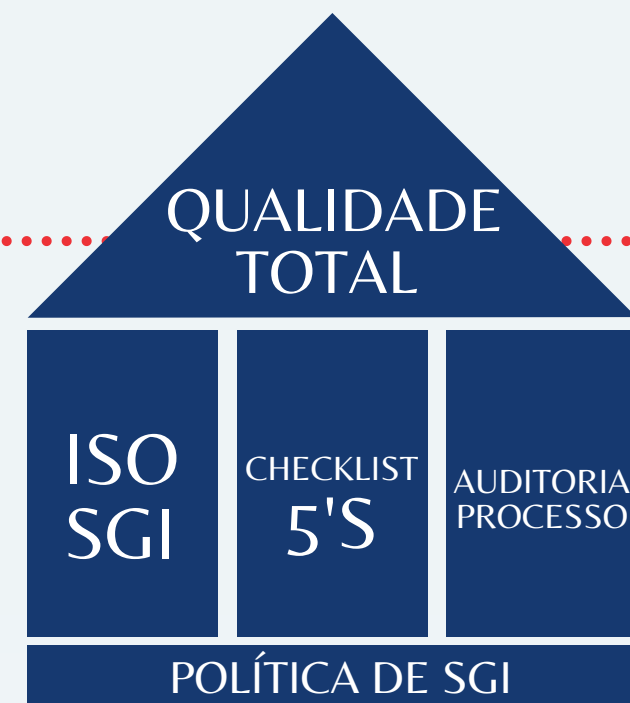 QUALIDADE
TOTAL
ISO
SGI
CHECKLIST
5'S
AUDITORIA
PROCESSO
POLÍTICA DE SGI